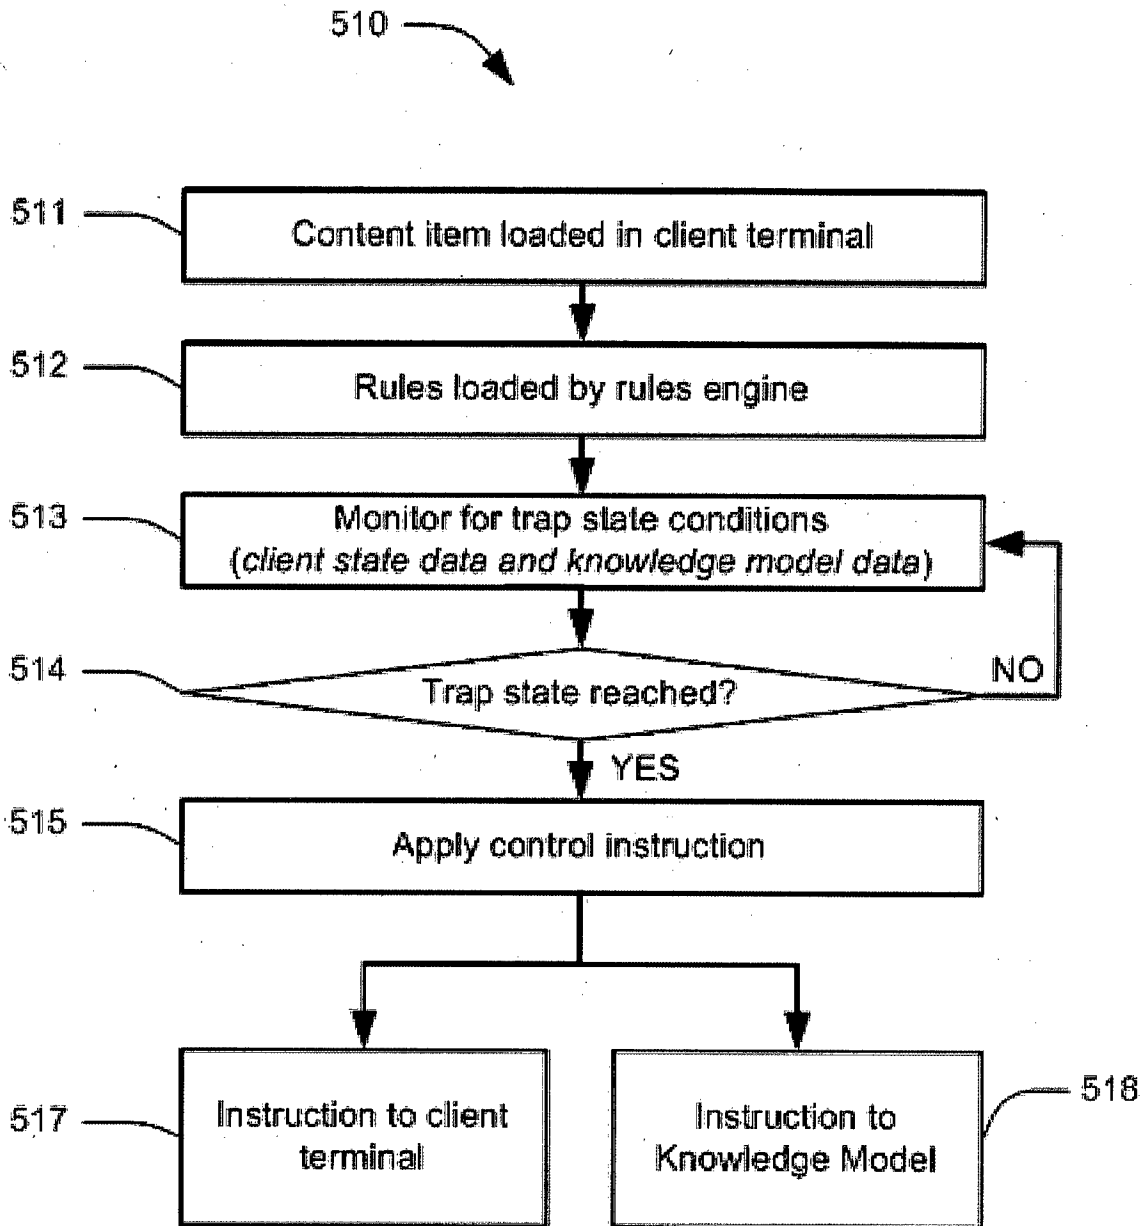 510
511
Content item loaded in client terminal
512
Rules loaded by rules engine
513
Monitor for trap state conditions
(client state data and knowledge model data)
514
Trap state reached?
NO
YES
515
Apply control instruction
517
Instruction to client
terminal
Instruction to
Knowledge Model
518